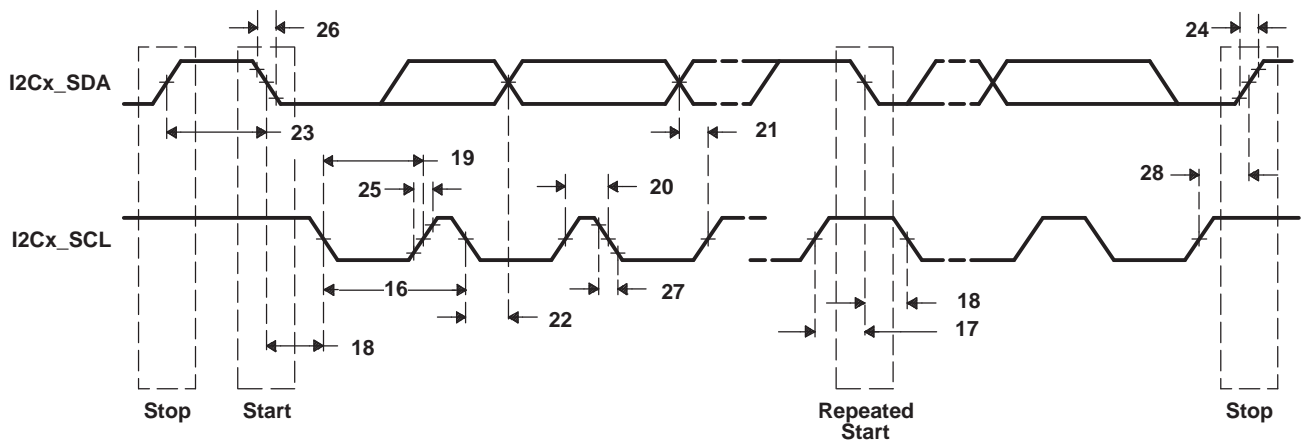 26
24
I2Cx_SDA
23
21
19
25
20
28
I2Cx_SCL
16
27
22
18
18
17
Stop
Start
Repeated
Start
Stop